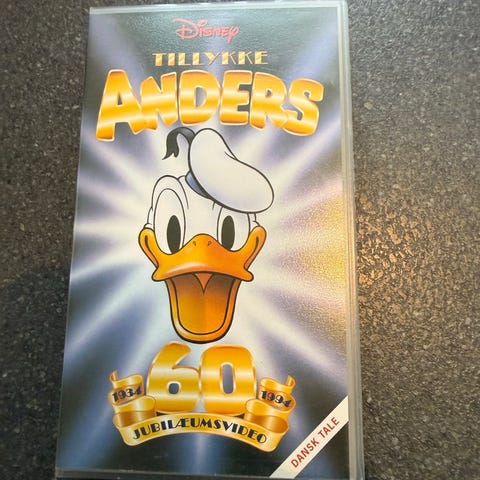 Disney
TILLYKKE
ANDERS
60
1934
1994
JUBILÆUMSVIDEO
DANSK TALE